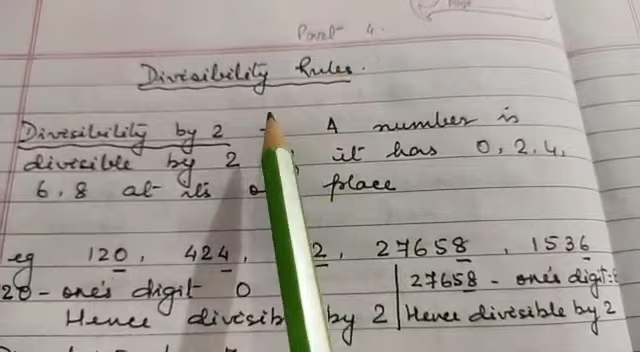 Page
Part 4.
Divisibility Rules.
Divisibility by 2 - A number is
divisible by 2 it has 0, 2, 4,
6, 8 at it's place
eg 120, 424, 2, 27658, 1536
20 - one's digit 0
27658 - one's digit:
Hence divisib by 2
Hence divisible by 2